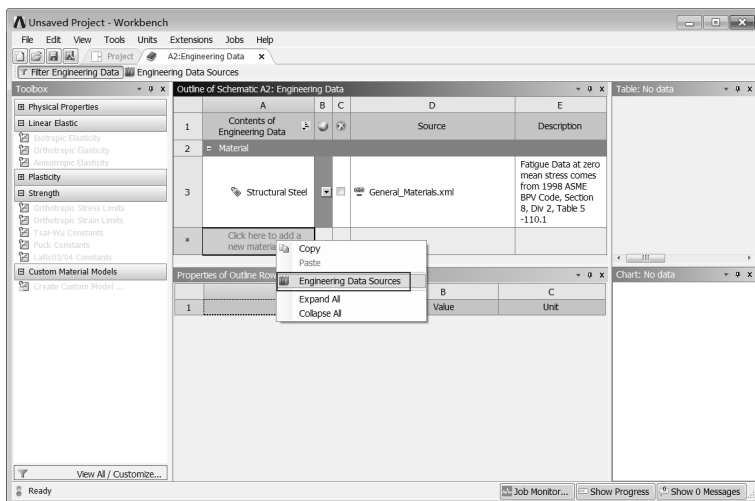 Unsaved Project - Workbench
File Edit View Tools Units Extensions Jobs Help
Project A2:Engineering Data x
Filter Engineering Data Engineering Data Sources
Toolbox
Physical Properties
Linear Elastic
Isotropic Elasticity
Orthotropic Elasticity
Anisotropic Elasticity
Plasticity
Strength
Orthotropic Stress Limits
Orthotropic Strain Limits
Tsai-Wu Constants
Puck Constants
LaRc03/04 Constants
Custom Material Models
Create Custom Model ...
View All / Customize...
Outline of Schematic A2: Engineering Data
A B C D E
1 Contents of Engineering Data Source Description
2 Material
3 Structural Steel General_Materials.xml
Fatigue Data at zero
mean stress comes
from 1998 ASME
BPV Code, Section
8, Div 2, Table 5
-110.1
* Click here to add a
new materia
Copy
Paste
Engineering Data Sources
Expand All
Collapse All
Properties of Outline Row
B C
1 Value Unit
Table: No data
Chart: No data
Ready
Job Monitor... Show Progress Show 0 Messages